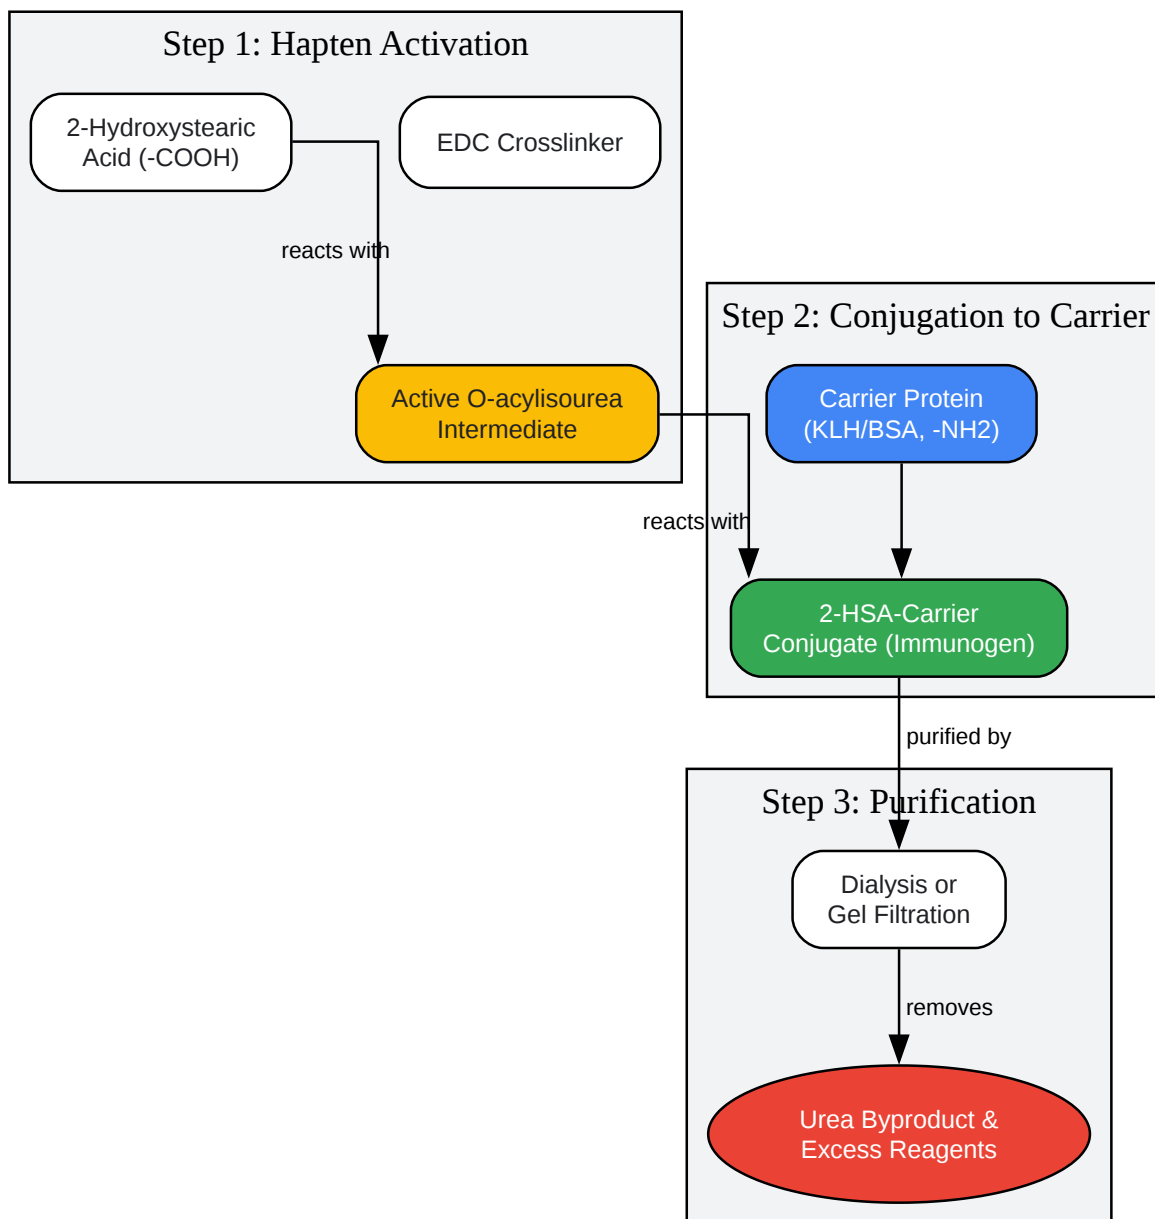 Step 1: Hapten Activation
2-Hydroxystearic
Acid (-COOH)
EDC Crosslinker
reacts with
Active O-acylisourea
Intermediate
Step 2: Conjugation to Carrier
Carrier Protein
(KLH/BSA, -NH2)
reacts with
2-HSA-Carrier
Conjugate (Immunogen)
purified by
Step 3: Purification
Dialysis or
Gel Filtration
removes
Urea Byproduct &
Excess Reagents